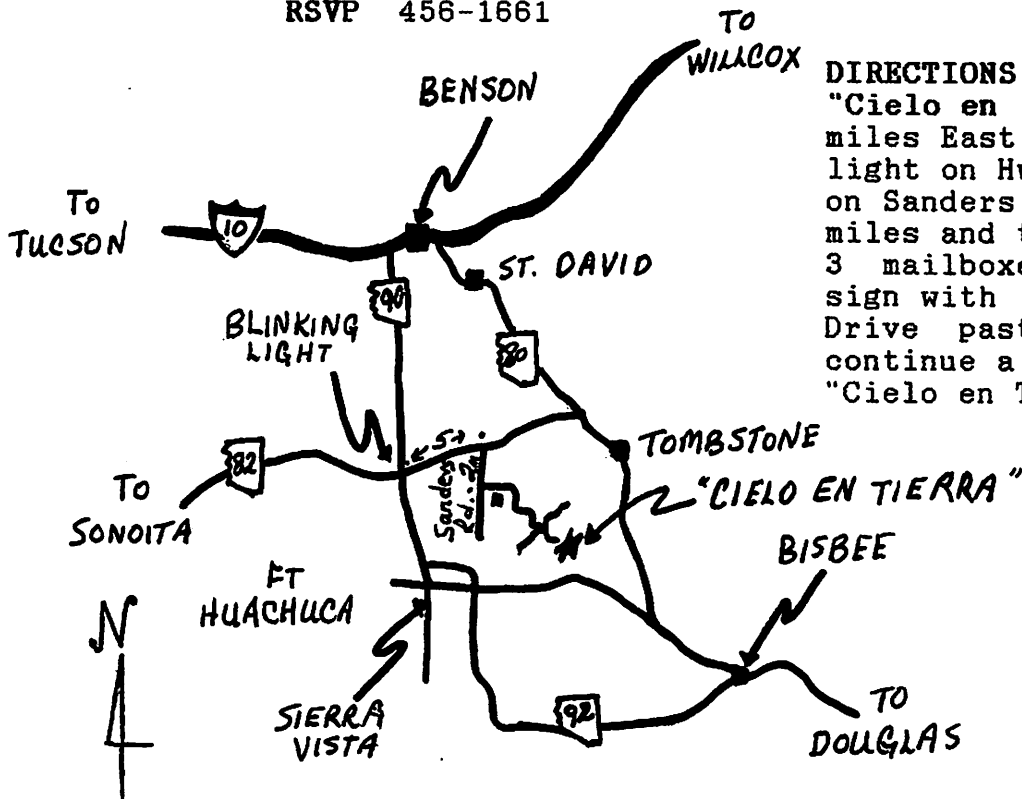 RSVP 456-1661
TO
WILLCOX
BENSON
DIRECTIONS
"Cielo en
miles East
light on
on Sanders
miles and
3 mailboxe
sign with
Drive past
continue a
"Cielo en T
TO
TUCSON
10
ST. DAVID
90
BLINKING
LIGHT
80
82
TO
SONOITA
Sanders
Rd.
TOMBSTONE
"CIELO EN TIERRA"
BISBEE
FT
HUACHUCA
N
SIERRA
VISTA
92
TO
DOUGLAS